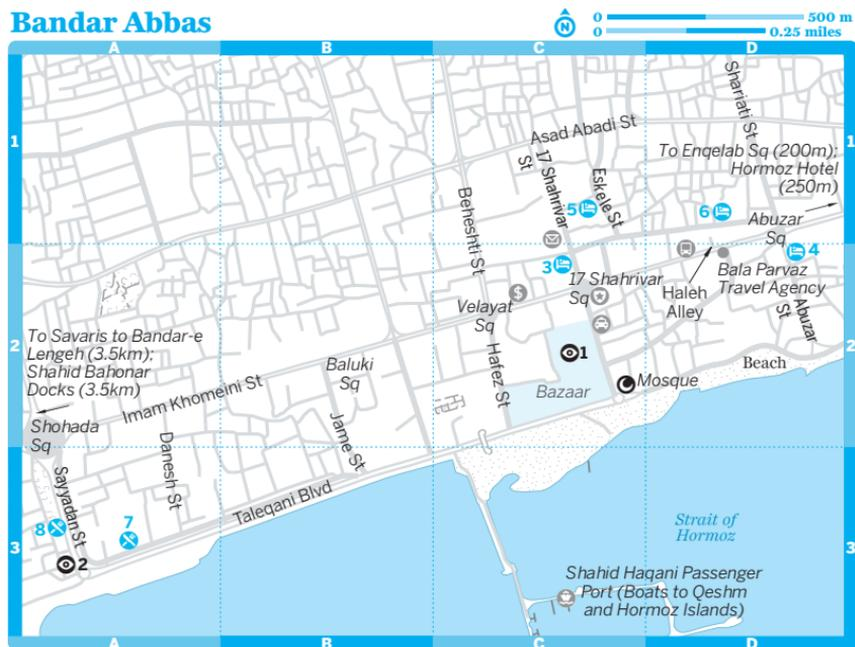 Bandar Abbas
N
0 500 m
0 0.25 miles
A B C D
1 1
Shariati St
Asad Abadi St
To Enqelab Sq (200m);
Hormoz Hotel
(250m)
17 Shahrivar
St
Eskele St
5
6
Beheshti St
Abuzar
Sq
4
3
17 Shahrivar
Sq
Bala Parvaz
Travel Agency
Haleh
Alley
Abuzar
St
$
Velayat
Sq
To Savaris to Bandar-e
Lengeh (3.5km);
Shahid Bahonar
Docks (3.5km)
2 2
1
Hafez St
Baluki
Sq
Beach
Imam Khomeini St
Bazaar
Mosque
Shohada
Sq
Jame St
Danesh St
Sayyadan St
Taleqani Blvd
8
7
2
3 3
Strait of
Hormoz
Shahid Haqani Passenger
Port (Boats to Qeshm
and Hormoz Islands)
A B C D